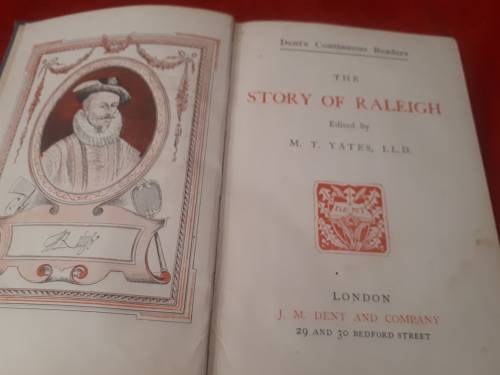 Dent's Continuous Readers
THE
STORY OF RALEIGH
Edited by
M. T. YATES, LL.D.
LONDON
J. M. DENT AND COMPANY
29 AND 30 BEDFORD STREET